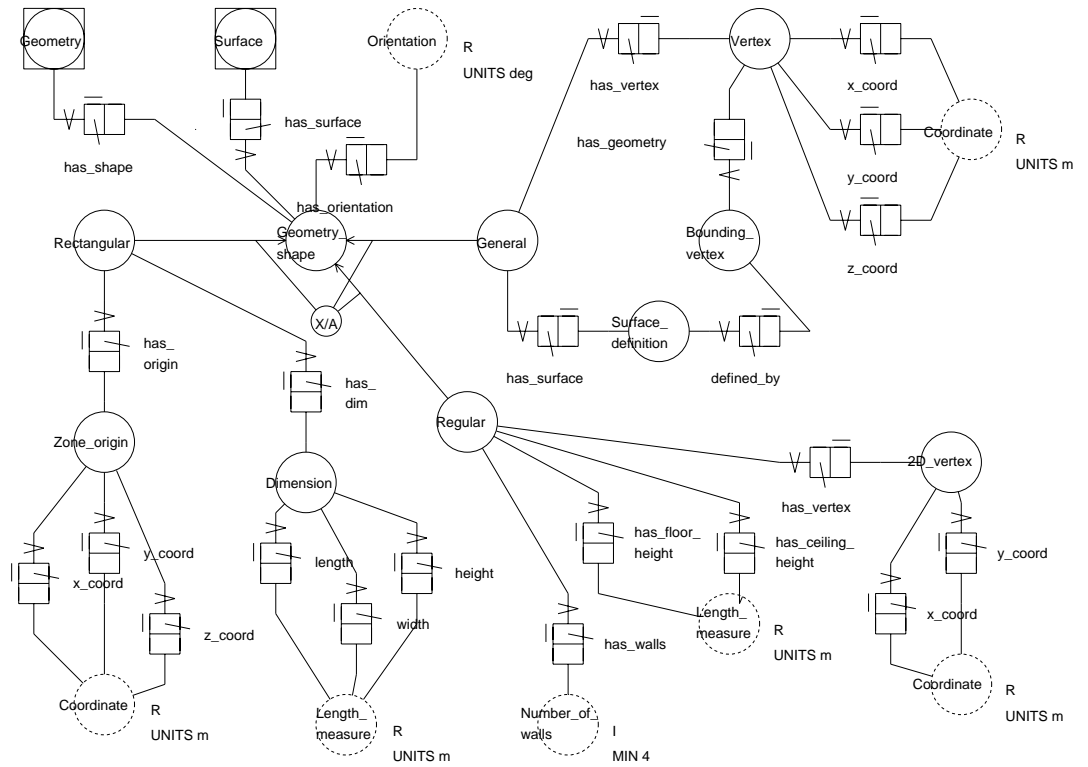 Geometry
Surface
Orientation
R
UNITS deg
Vertex
has_vertex
x_coord
has_shape
has_surface
has_orientation
has_geometry
y_coord
Coordinate
R
UNITS m
z_coord
Rectangular
Geometry_
shape
General
Bounding_
vertex
X/A
has_
origin
has_
dim
has_surface
Surface_
definition
defined_by
Zone_origin
Regular
Dimension
2D_vertex
has_vertex
x_coord
y_coord
z_coord
length
width
height
has_floor_
height
has_ceiling_
height
Length_
measure
R
UNITS m
has_walls
x_coord
y_coord
Coordinate
R
UNITS m
Length_
measure
R
UNITS m
Number_of_
walls
I
MIN 4
Coordinate
R
UNITS m